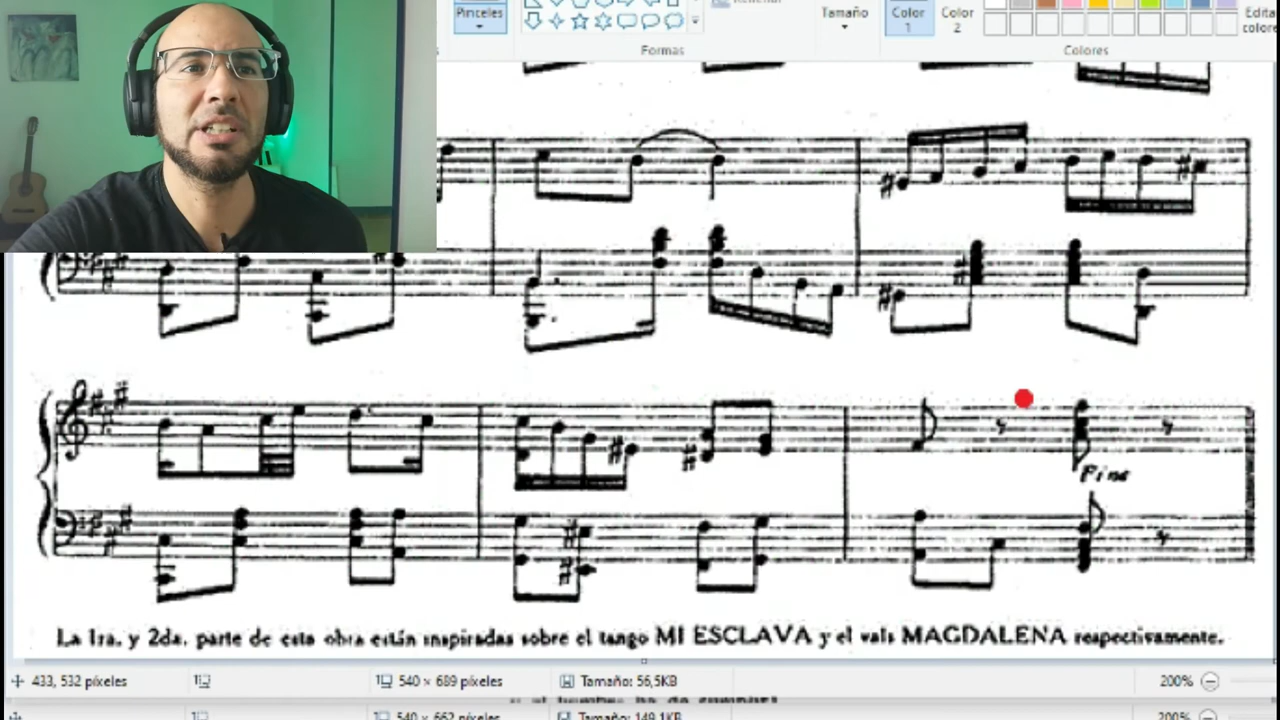 Pinceles
Tamaño
Color
1
Color
2
Formas
Colores
Fine
La 1ra. y 2da. parte de esta obra están inspiradas sobre el tango MI ESCLAVA y el vals MAGDALENA respectivamente.
433, 532 píxeles
540 × 689 píxeles
Tamaño: 56,5KB
200%
540 × 662 píxeles
Tamaño: 149,1KB
200%